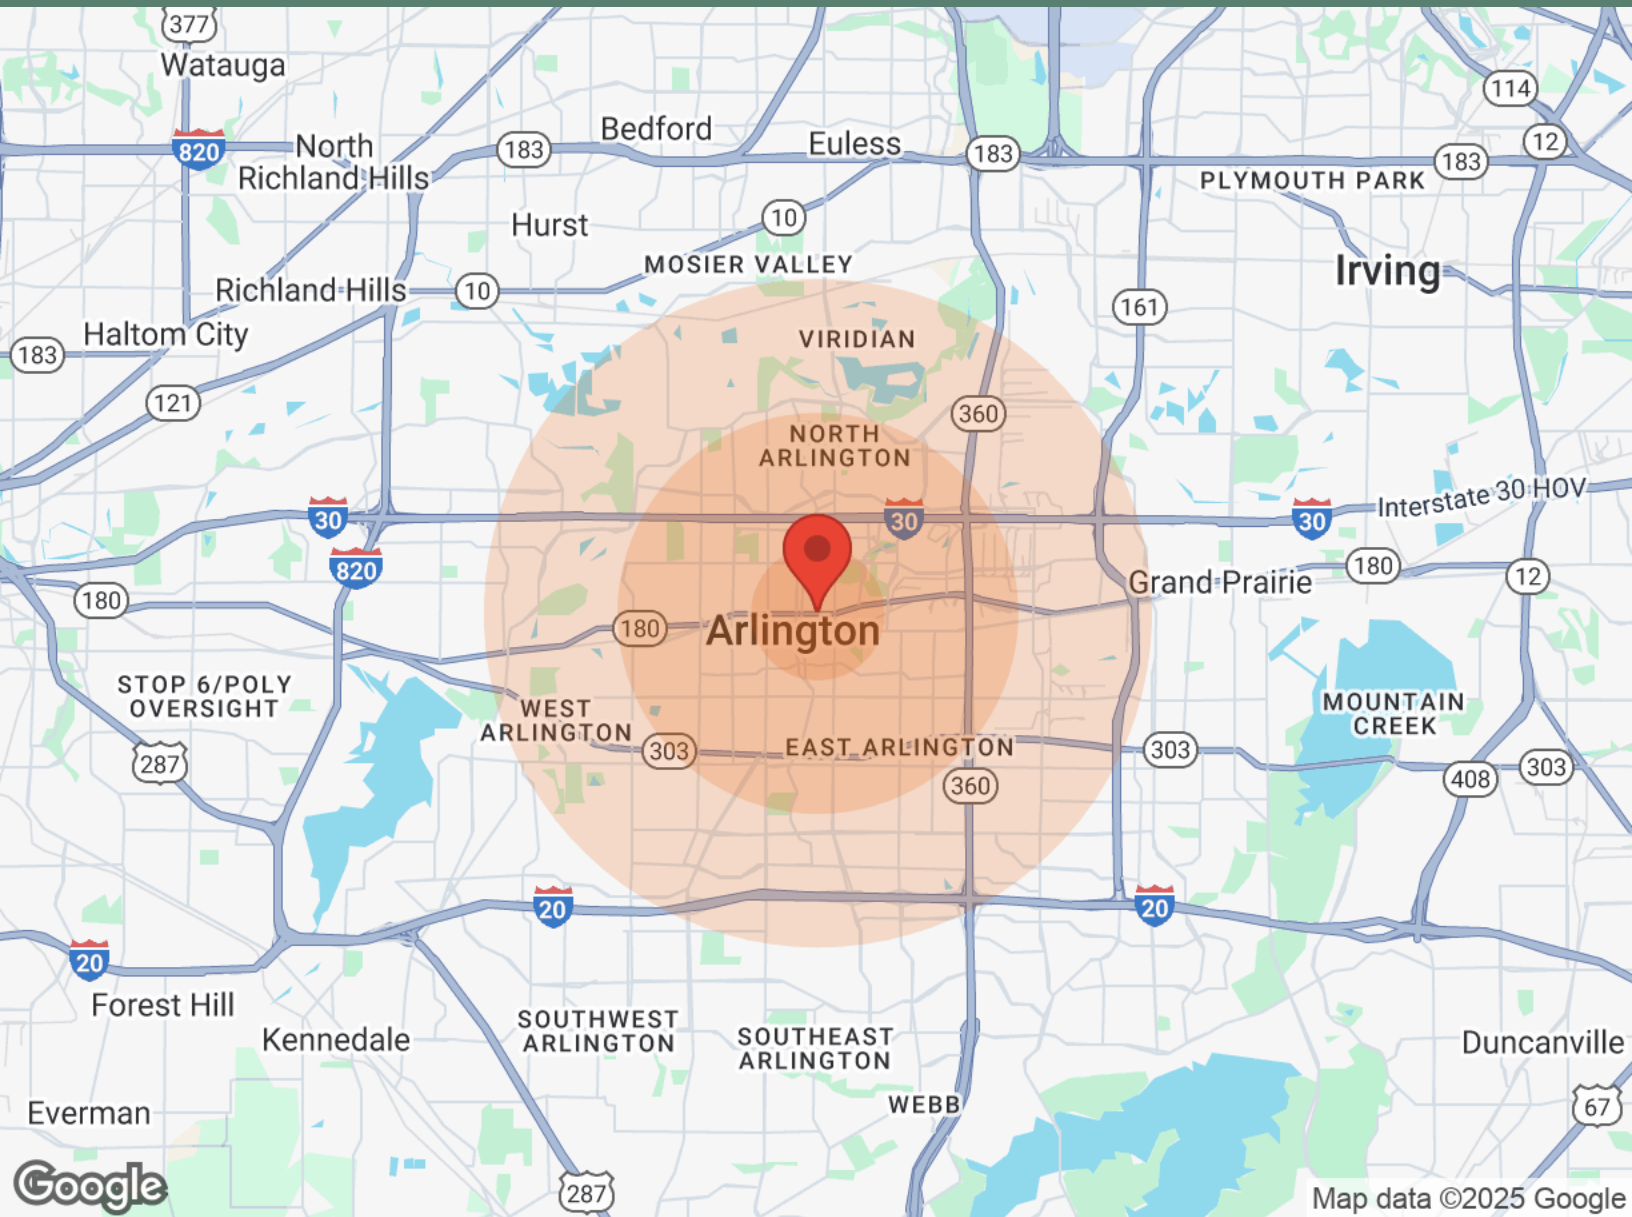 377
Watauga
820
North
Richland Hills
183
Bedford
Euless
183
114
12
183
PLYMOUTH PARK
Hurst
10
MOSIER VALLEY
Irving
Richland Hills
10
161
Haltom City
183
VIRIDIAN
121
360
NORTH
ARLINGTON
30
30
30
Interstate 30 HOV
820
180
180
12
Grand Prairie
180
Arlington
STOP 6/POLY
OVERSIGHT
WEST
ARLINGTON
MOUNTAIN
CREEK
287
303
EAST ARLINGTON
303
303
408
360
20
20
20
Forest Hill
Kennedale
SOUTHWEST
ARLINGTON
SOUTHEAST
ARLINGTON
Duncanville
WEBB
Everman
67
287
Google
Map data ©2025 Google